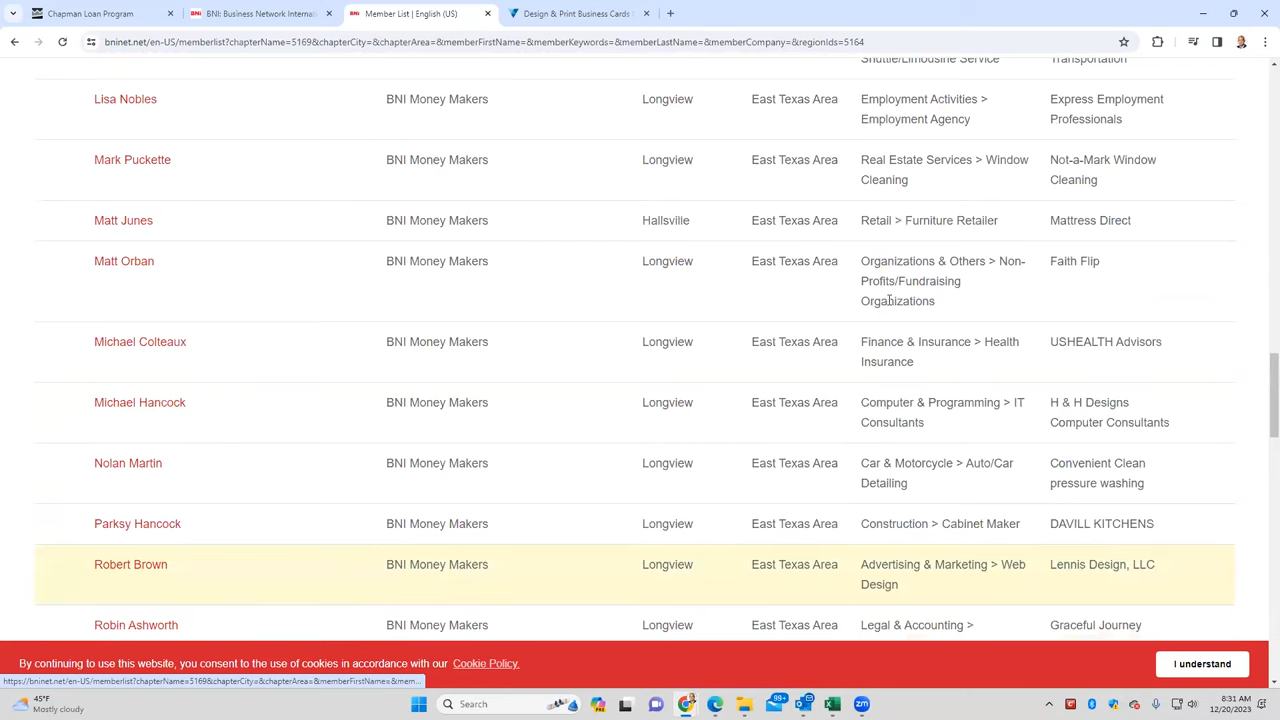 Chapman Loan Program
BNI: Business Network Internati
Member List | English (US)
Design & Print Business Cards
bninet.net/en-US/memberlist?chapterName=5169&chapterCity=&chapterArea=&memberFirstName=&memberKeywords=&memberLastName=&memberCompany=&regionIds=5164
Shuttle/Limousine Service
Transportation
Lisa Nobles
BNI Money Makers
Longview
East Texas Area
Employment Activities >
Employment Agency
Express Employment
Professionals
Mark Puckette
BNI Money Makers
Longview
East Texas Area
Real Estate Services > Window
Cleaning
Not-a-Mark Window
Cleaning
Matt Junes
BNI Money Makers
Hallsville
East Texas Area
Retail > Furniture Retailer
Mattress Direct
Matt Orban
BNI Money Makers
Longview
East Texas Area
Organizations & Others > Non-
Profits/Fundraising
Organizations
Faith Flip
Michael Colteaux
BNI Money Makers
Longview
East Texas Area
Finance & Insurance > Health
Insurance
USHEALTH Advisors
Michael Hancock
BNI Money Makers
Longview
East Texas Area
Computer & Programming > IT
Consultants
H & H Designs
Computer Consultants
Nolan Martin
BNI Money Makers
Longview
East Texas Area
Car & Motorcycle > Auto/Car
Detailing
Convenient Clean
pressure washing
Parksy Hancock
BNI Money Makers
Longview
East Texas Area
Construction > Cabinet Maker
DAVILL KITCHENS
Robert Brown
BNI Money Makers
Longview
East Texas Area
Advertising & Marketing > Web
Design
Lennis Design, LLC
Robin Ashworth
BNI Money Makers
Longview
East Texas Area
Legal & Accounting >
Graceful Journey
By continuing to use this website, you consent to the use of cookies in accordance with our Cookie Policy.
I understand
https://bninet.net/en-US/memberlist?chapterName=5169&chapterCity=&chapterArea=&memberFirstName=&mem...
45°F
Mostly cloudy
Search
99+
8:31 AM
12/20/2023